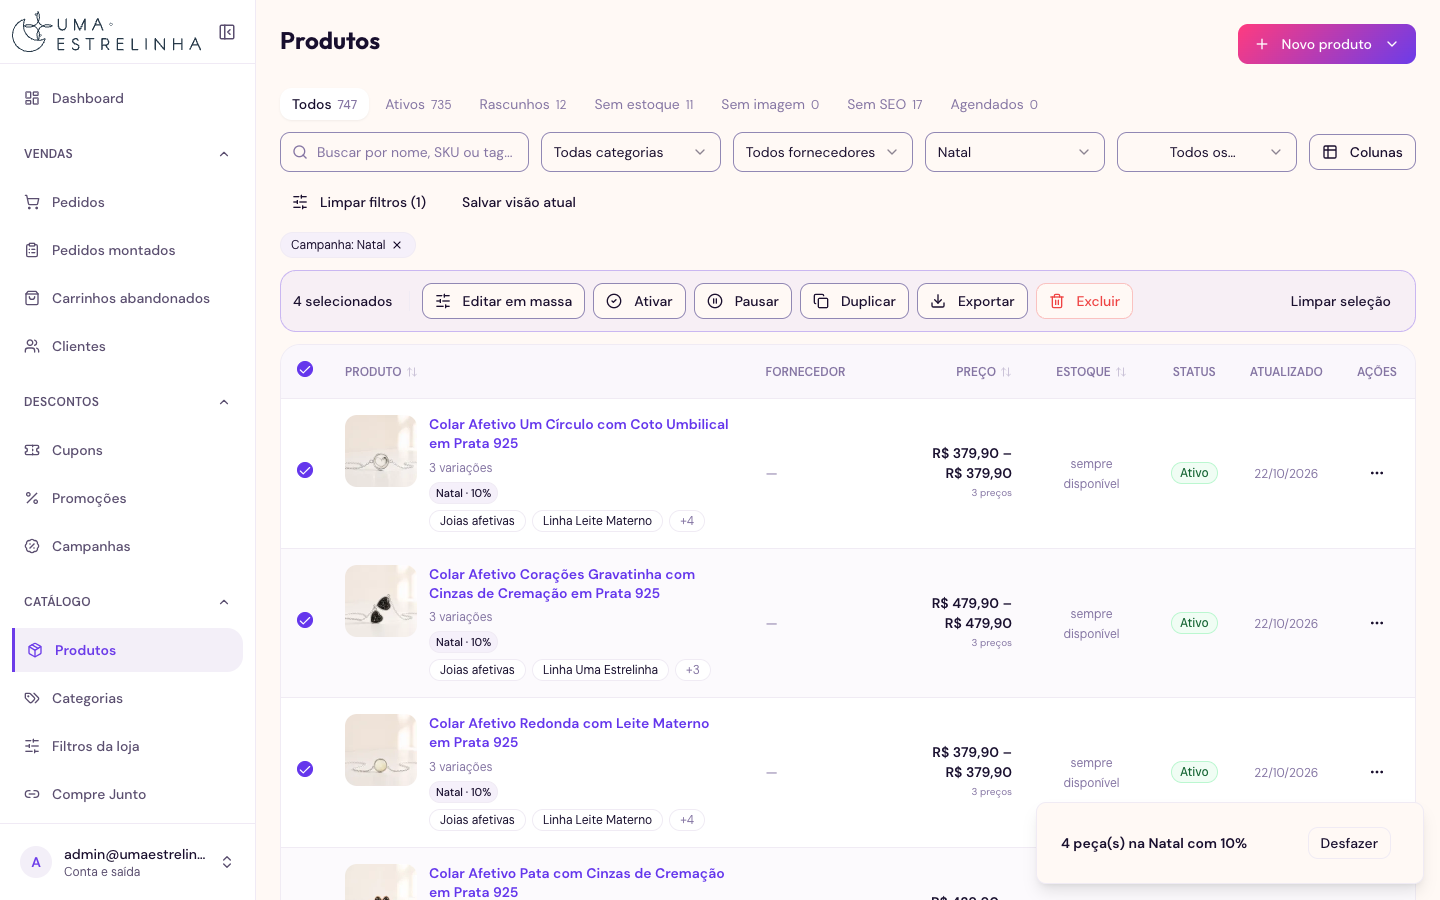 UMA
ESTRELINHA
Dashboard
VENDAS
Pedidos
Pedidos montados
Carrinhos abandonados
Clientes
DESCONTOS
Cupons
Promoções
Campanhas
CATÁLOGO
Produtos
Categorias
Filtros da loja
Compre Junto
A
admin@umaestrelin...
Conta e saída
Produtos
Novo produto
Todos 747 Ativos 735 Rascunhos 12 Sem estoque 11 Sem imagem 0 Sem SEO 17 Agendados 0
Buscar por nome, SKU ou tag... Todas categorias Todos fornecedores Natal Todos os... Colunas
Limpar filtros (1) Salvar visão atual
Campanha: Natal
4 selecionados Editar em massa Ativar Pausar Duplicar Exportar Excluir Limpar seleção
PRODUTO FORNECEDOR PREÇO ESTOQUE STATUS ATUALIZADO AÇÕES
Colar Afetivo Um Círculo com Coto Umbilical
em Prata 925
3 variações
Natal · 10%
Joias afetivas Linha Leite Materno +4
—
R$ 379,90 –
R$ 379,90
3 preços
sempre
disponível
Ativo
22/10/2026
Colar Afetivo Corações Gravatinha com
Cinzas de Cremação em Prata 925
3 variações
Natal · 10%
Joias afetivas Linha Uma Estrelinha +3
—
R$ 479,90 –
R$ 479,90
3 preços
sempre
disponível
Ativo
22/10/2026
Colar Afetivo Redonda com Leite Materno
em Prata 925
3 variações
Natal · 10%
Joias afetivas Linha Leite Materno +4
—
R$ 379,90 –
R$ 379,90
3 preços
sempre
disponível
Ativo
22/10/2026
Colar Afetivo Pata com Cinzas de Cremação
em Prata 925
4 peça(s) na Natal com 10%
Desfazer